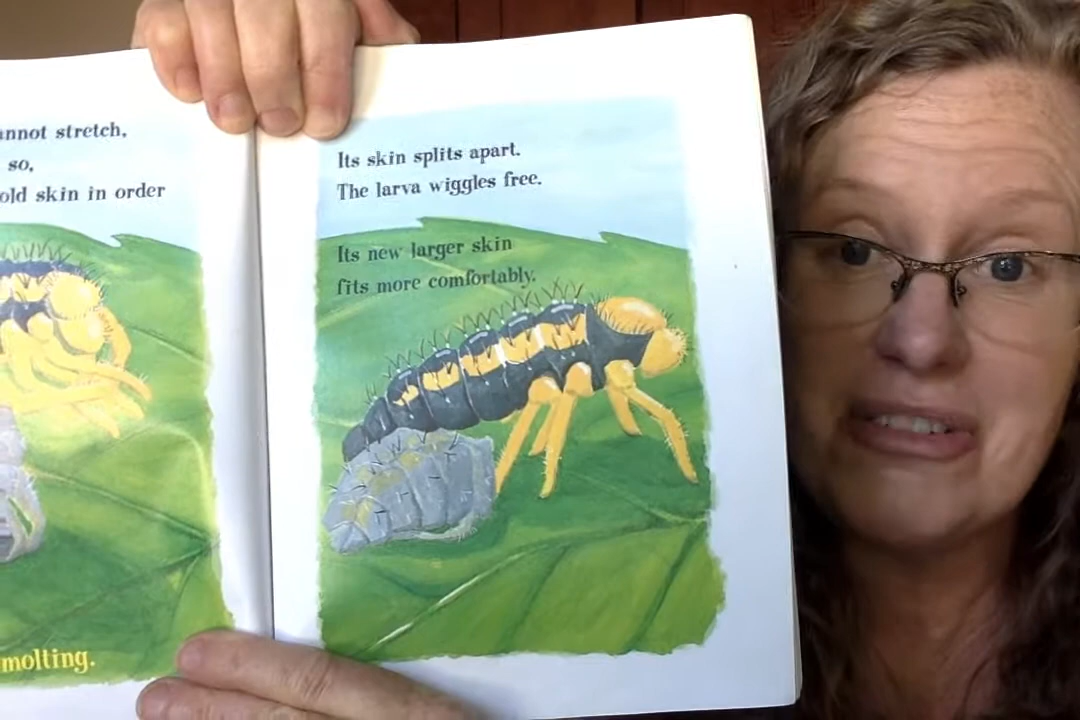 cannot stretch,
so,
old skin in order
molting.
Its skin splits apart.
The larva wiggles free.
Its new larger skin
fits more comfortably.